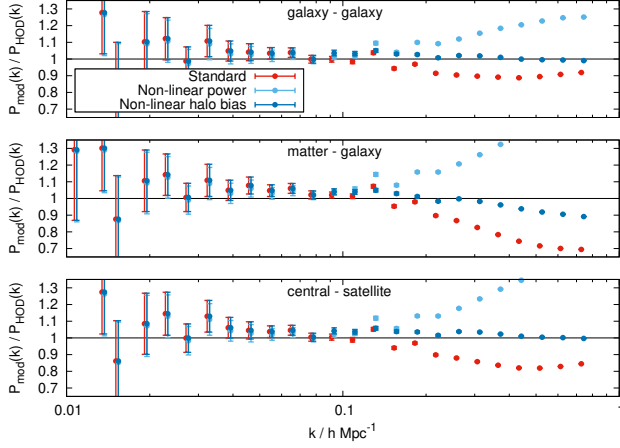 galaxy - galaxy
P_mod(k) / P_HOD(k)
1.3
1.2
1.1
1
0.9
0.8
0.7
Standard
Non-linear power
Non-linear halo bias
matter - galaxy
P_mod(k) / P_HOD(k)
1.3
1.2
1.1
1
0.9
0.8
0.7
central - satellite
P_mod(k) / P_HOD(k)
1.3
1.2
1.1
1
0.9
0.8
0.7
0.01 0.1 1
k / h Mpc⁻¹